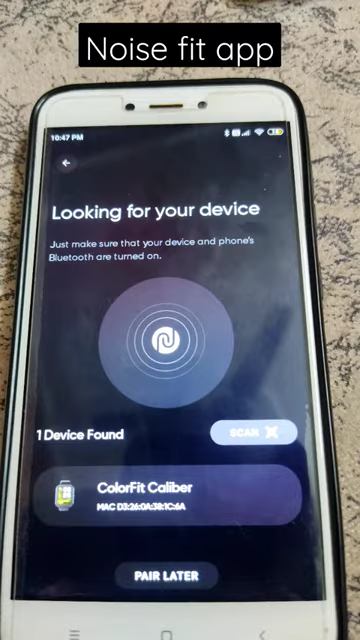 Noise fit app
10:47 PM
Looking for your device
Just make sure that your device and phone's
Bluetooth are turned on.
1 Device Found
SCAN
ColorFit Caliber
MAC D3:26:0A:38:1C:6A
PAIR LATER